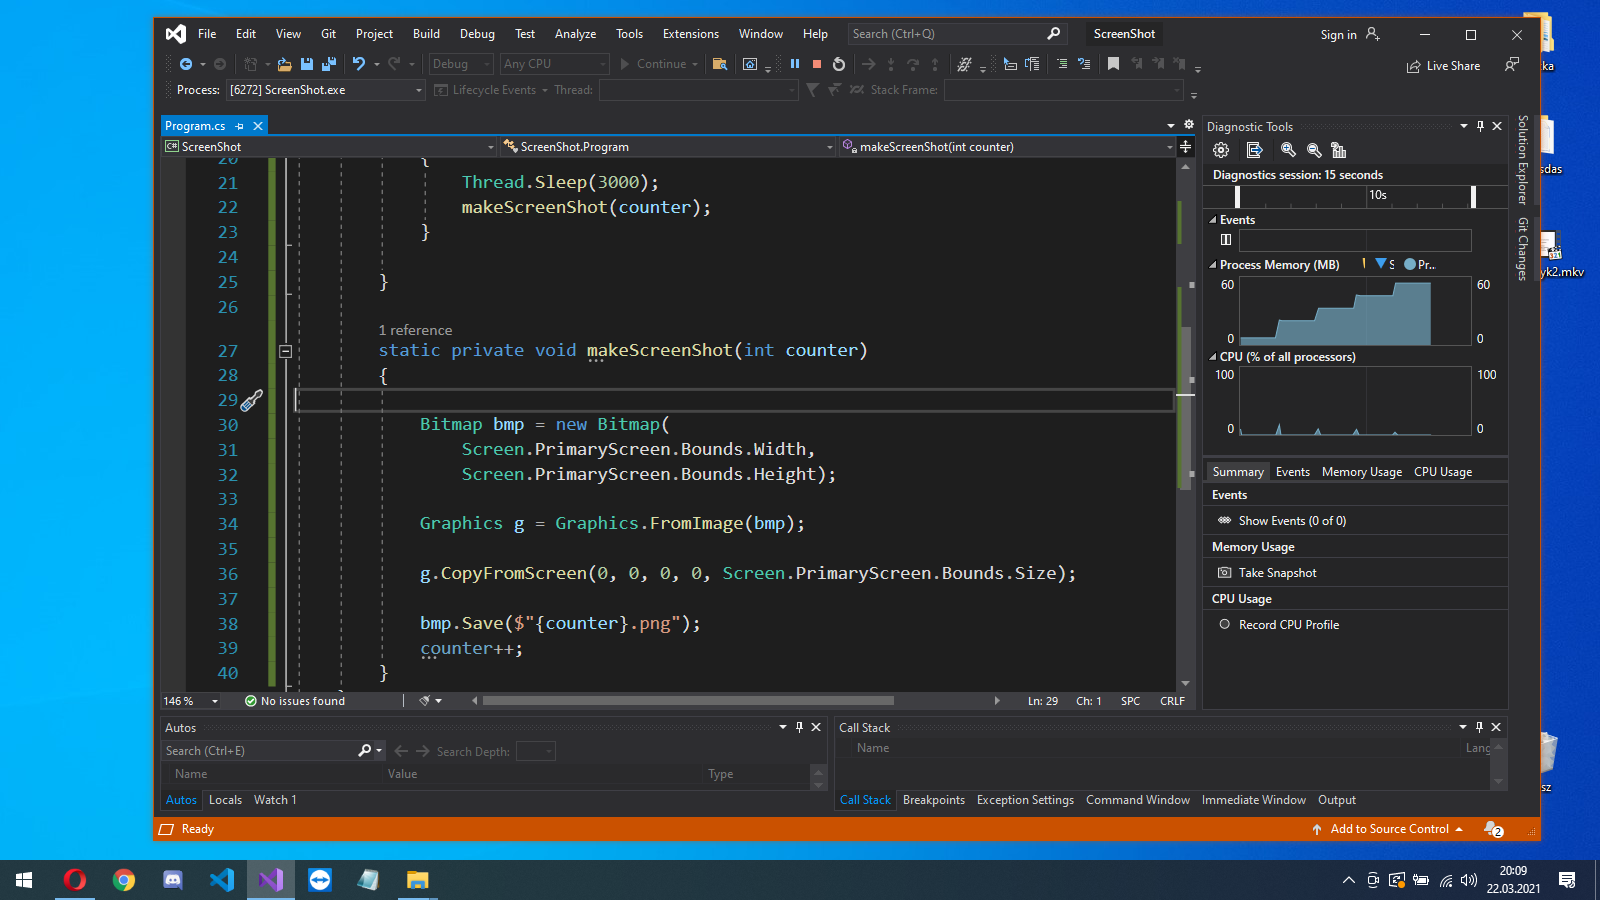 File Edit View Git Project Build Debug Test Analyze Tools Extensions Window Help Search (Ctrl+Q) ScreenShot Sign in
Debug Any CPU Continue Live Share
Process: [6272] ScreenShot.exe Lifecycle Events Thread: Stack Frame:
Program.cs
C# ScreenShot ScreenShot.Program makeScreenShot(int counter)
20 {
21 Thread.Sleep(3000);
22 makeScreenShot(counter);
23 }
24
25 }
26
1 reference
27 static private void makeScreenShot(int counter)
28 {
29
30 Bitmap bmp = new Bitmap(
31 Screen.PrimaryScreen.Bounds.Width,
32 Screen.PrimaryScreen.Bounds.Height);
33
34 Graphics g = Graphics.FromImage(bmp);
35
36 g.CopyFromScreen(0, 0, 0, 0, Screen.PrimaryScreen.Bounds.Size);
37
38 bmp.Save($"{counter}.png");
39 counter++;
40 }
146 % No issues found Ln: 29 Ch: 1 SPC CRLF
Diagnostic Tools
Diagnostics session: 15 seconds
10s
Events
Process Memory (MB) S Pr...
60 60
0 0
CPU (% of all processors)
100 100
0 0
Summary Events Memory Usage CPU Usage
Events
Show Events (0 of 0)
Memory Usage
Take Snapshot
CPU Usage
Record CPU Profile
Solution Explorer
Git Changes
ka
sdas
yk2.mkv
sz
Autos
Search (Ctrl+E) Search Depth:
Name Value Type
Autos Locals Watch 1
Call Stack
Name Lang
Call Stack Breakpoints Exception Settings Command Window Immediate Window Output
Ready Add to Source Control 2
20:09
22.03.2021